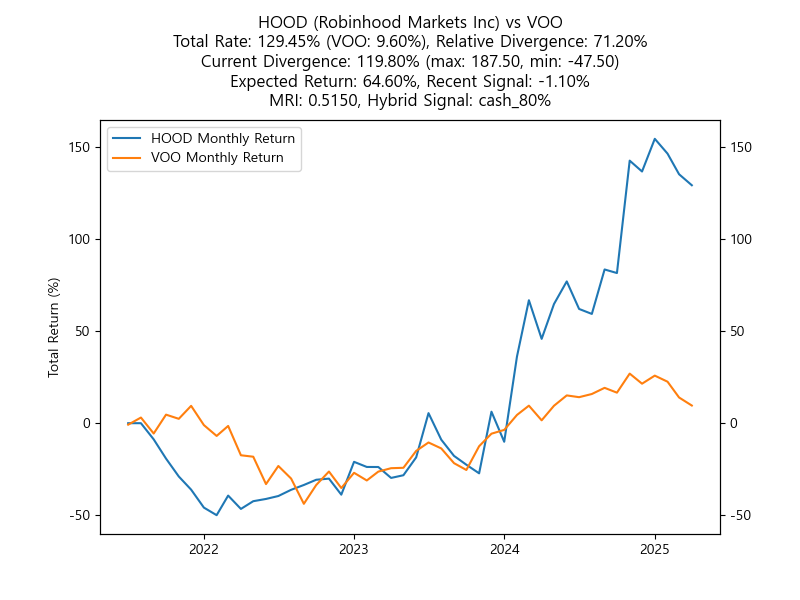 HOOD (Robinhood Markets Inc) vs VOO
Total Rate: 129.45% (VOO: 9.60%), Relative Divergence: 71.20%
Current Divergence: 119.80% (max: 187.50, min: -47.50)
Expected Return: 64.60%, Recent Signal: -1.10%
MRI: 0.5150, Hybrid Signal: cash_80%
HOOD Monthly Return
VOO Monthly Return
150 150
100 100
50 50
0 0
-50 -50
Total Return (%)
2022 2023 2024 2025